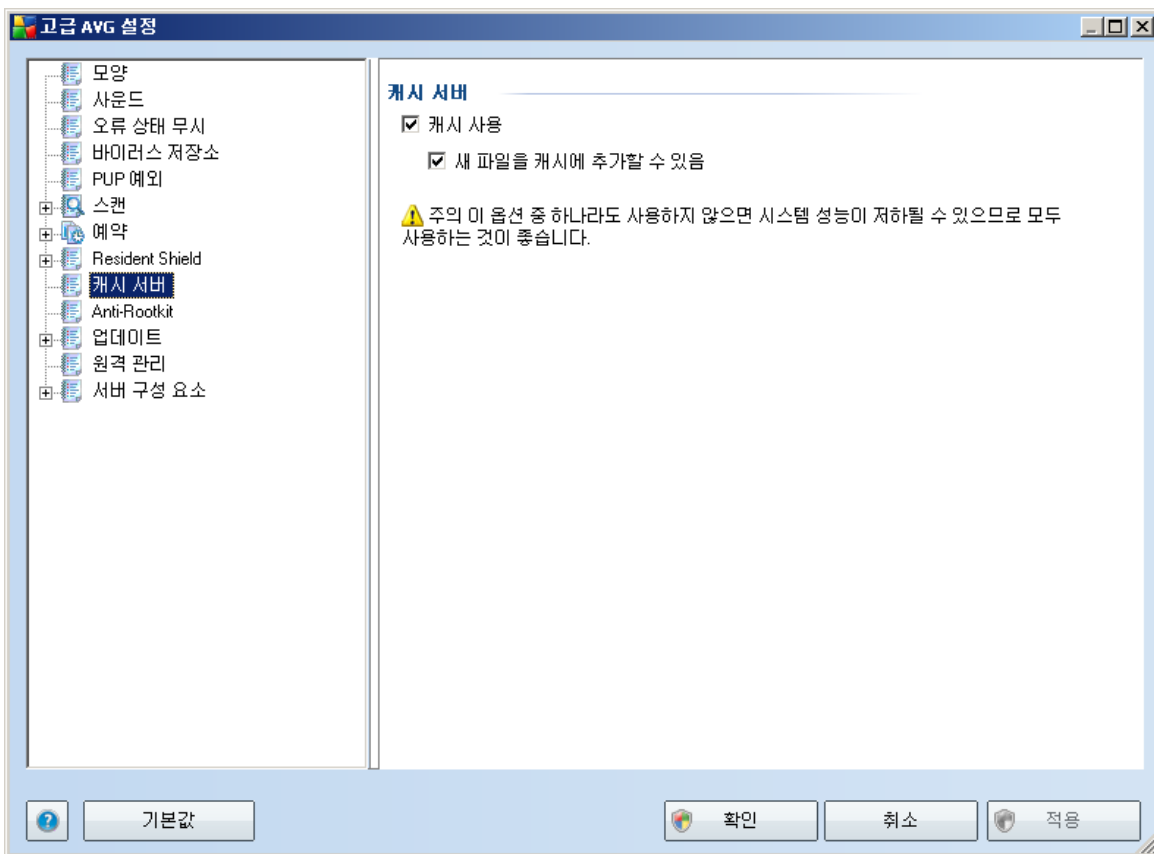 고급 AVG 설정
모양
사운드
오류 상태 무시
바이러스 저장소
PUP 예외
스캔
예약
Resident Shield
캐시 서버
Anti-Rootkit
업데이트
원격 관리
서버 구성 요소
캐시 서버
캐시 사용
새 파일을 캐시에 추가할 수 있음
주의 이 옵션 중 하나라도 사용하지 않으면 시스템 성능이 저하될 수 있으므로 모두
사용하는 것이 좋습니다.
기본값
확인
취소
적용